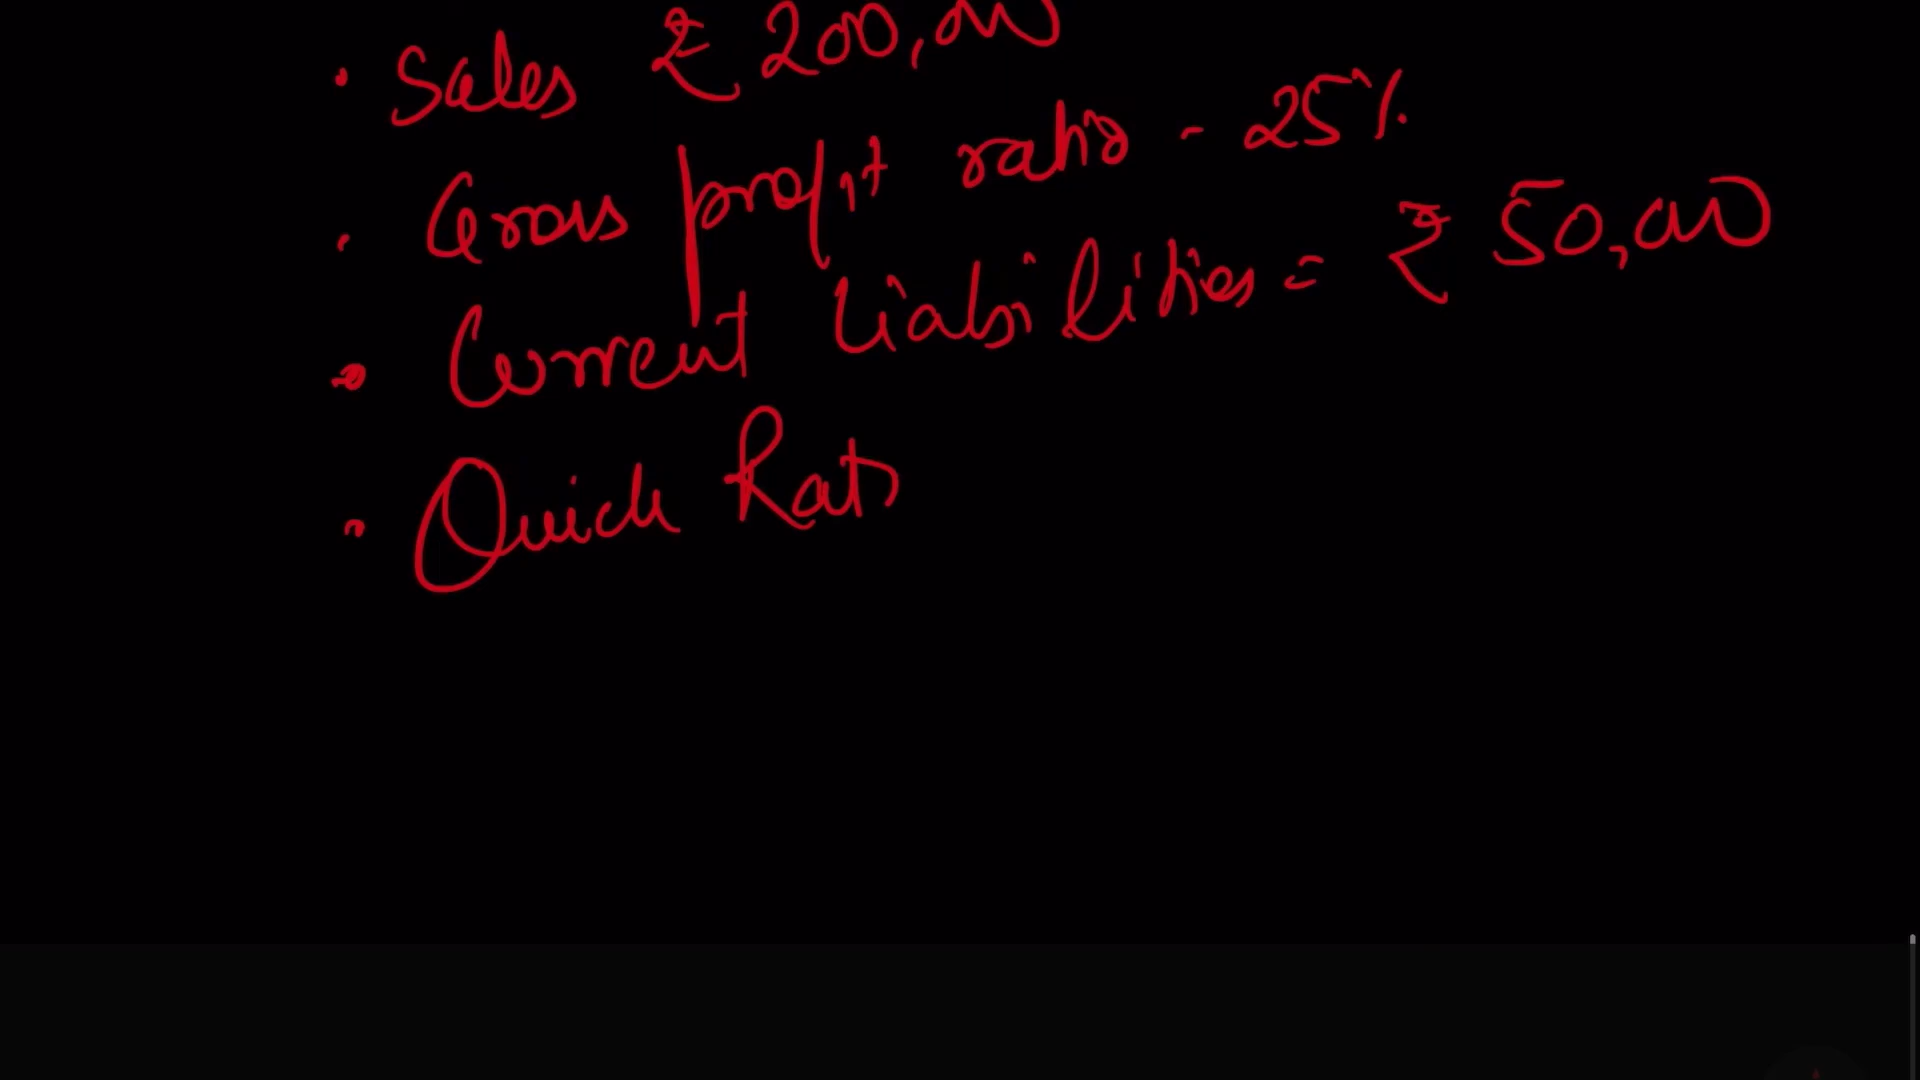 • Sales ₹ 200,000
• Gross profit ratio - 25%
• Current liabilities = ₹ 50,000
• Quick Ratio